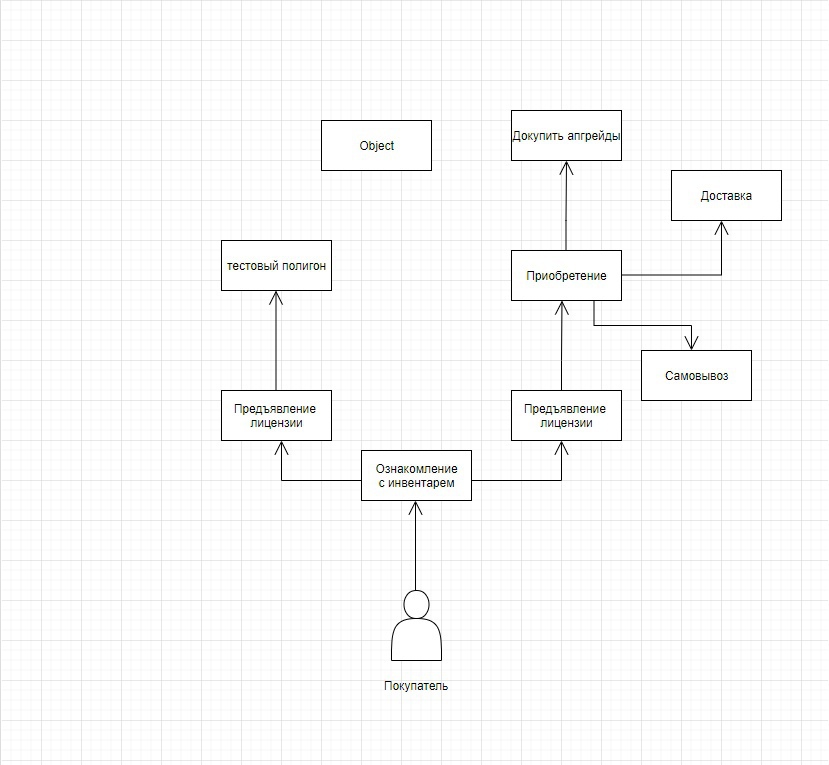 Докупить апгрейды
Object
Доставка
тестовый полигон
Приобретение
Самовывоз
Предъявление
лицензии
Предъявление
лицензии
Ознакомление
с инвентарем
Покупатель